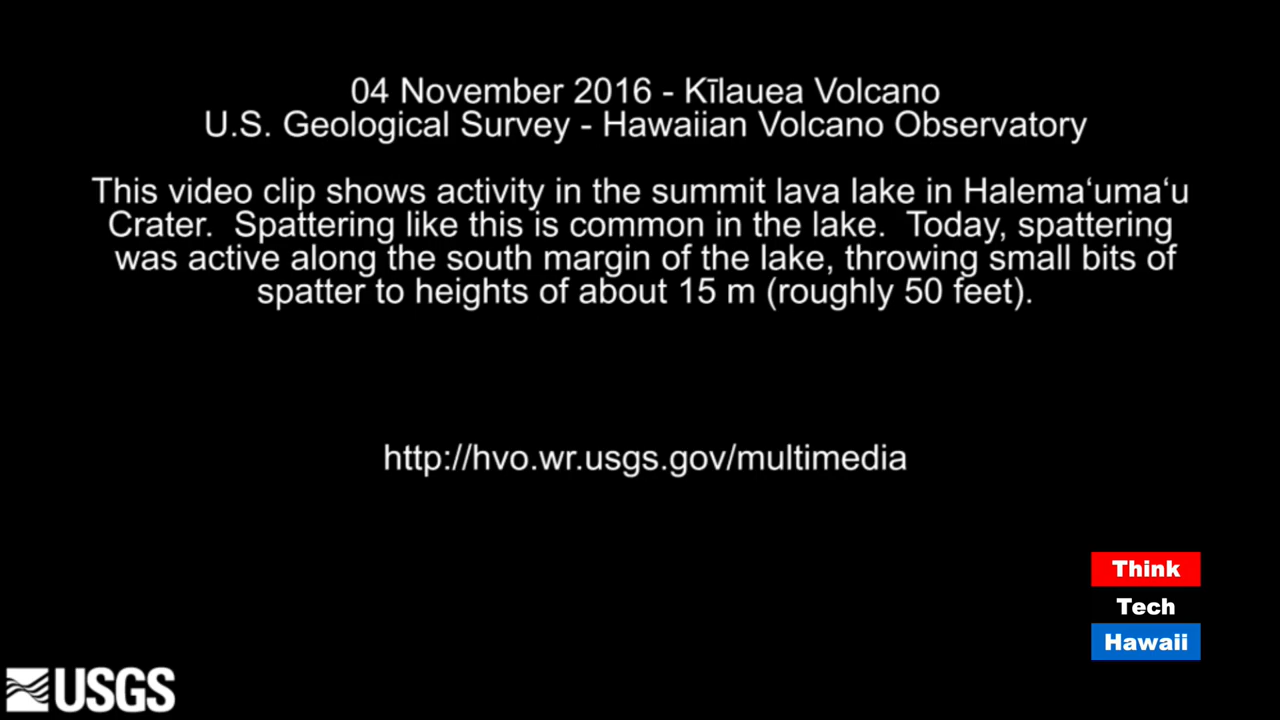 04 November 2016 - Kīlauea Volcano
U.S. Geological Survey - Hawaiian Volcano Observatory
This video clip shows activity in the summit lava lake in Halemaʻumaʻu
Crater.  Spattering like this is common in the lake.  Today, spattering
was active along the south margin of the lake, throwing small bits of
spatter to heights of about 15 m (roughly 50 feet).
http://hvo.wr.usgs.gov/multimedia
Think
Tech
Hawaii
USGS